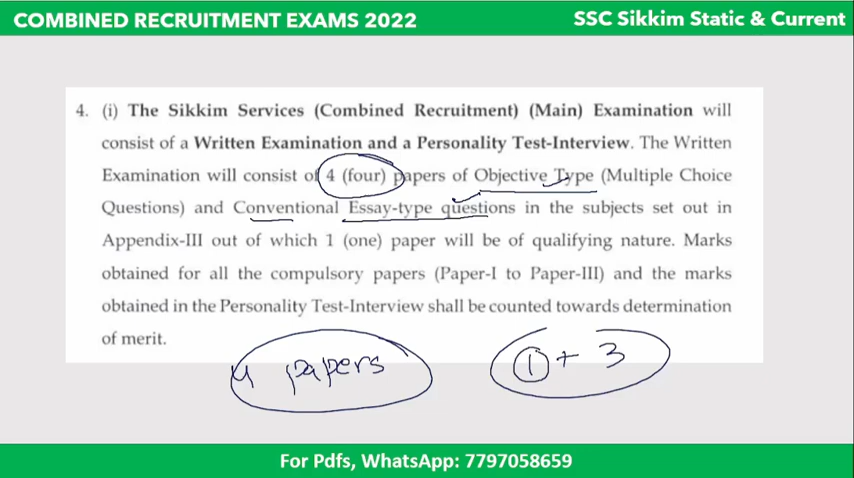 COMBINED RECRUITMENT EXAMS 2022
SSC Sikkim Static & Current
4. (i) The Sikkim Services (Combined Recruitment) (Main) Examination will
consist of a Written Examination and a Personality Test-Interview. The Written
Examination will consist of 4 (four) papers of Objective Type (Multiple Choice
Questions) and Conventional Essay-type questions in the subjects set out in
Appendix-III out of which 1 (one) paper will be of qualifying nature. Marks
obtained for all the compulsory papers (Paper-I to Paper-III) and the marks
obtained in the Personality Test-Interview shall be counted towards determination
of merit.
4 papers
1 + 3
For Pdfs, WhatsApp: 7797058659